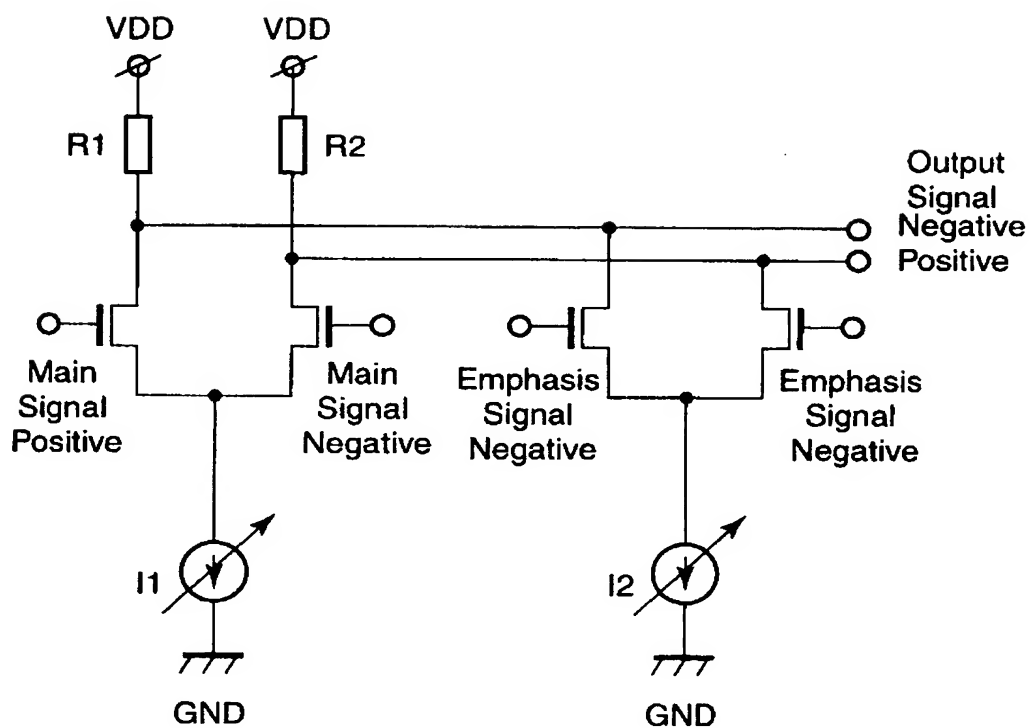 VDD
VDD
R1
R2
Output
Signal
Negative
Positive
Main
Signal
Positive
Main
Signal
Negative
Emphasis
Signal
Negative
Emphasis
Signal
Negative
I1
I2
GND
GND